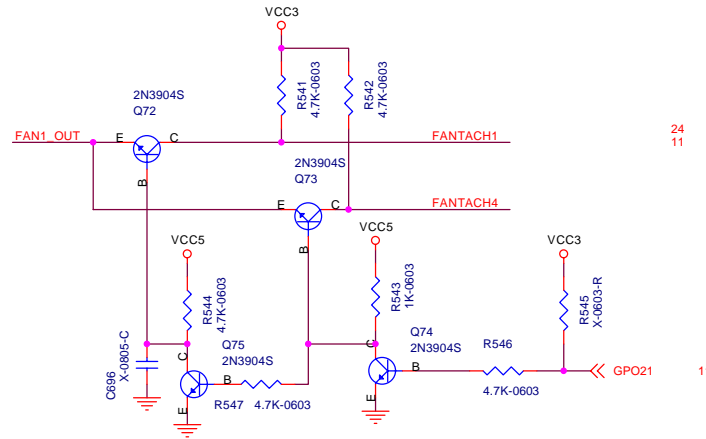 VCC3
2N3904S
Q72
R541
4.7K-0603
R542
4.7K-0603
FAN1_OUT
E
C
FANTACH1
24
11
B
2N3904S
Q73
E
C
FANTACH4
B
VCC5
VCC5
VCC3
R544
4.7K-0603
R543
1K-0603
R545
X-0603-R
C696
X-0805-C
Q75
2N3904S
C
B
E
R547
4.7K-0603
Q74
2N3904S
C
B
E
R546
4.7K-0603
GPO21
1